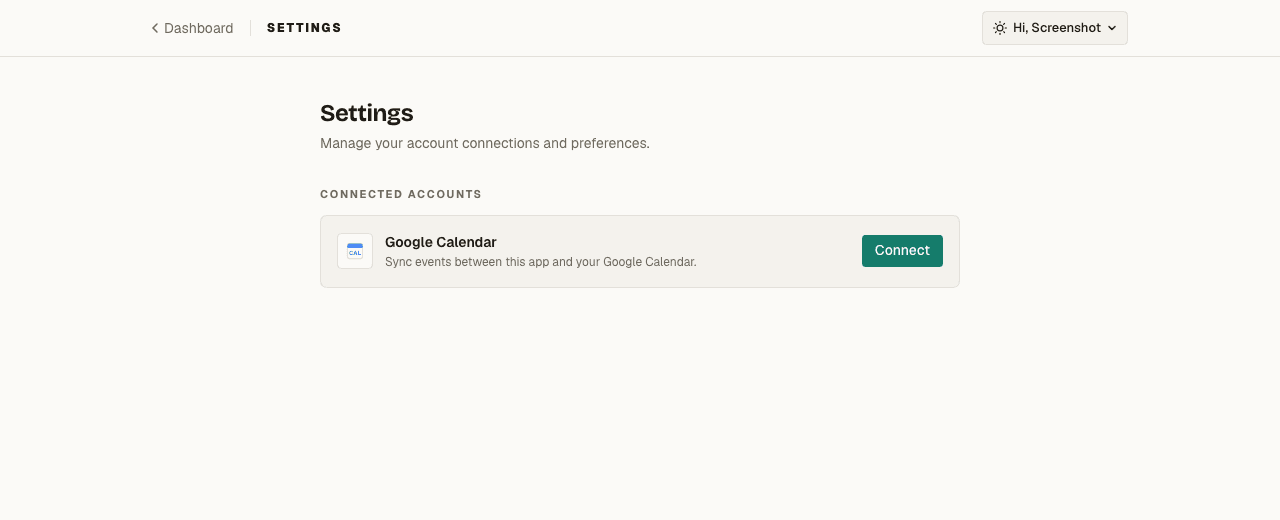 Dashboard
SETTINGS
Hi, Screenshot
Settings
Manage your account connections and preferences.
CONNECTED ACCOUNTS
CAL
Google Calendar
Sync events between this app and your Google Calendar.
Connect